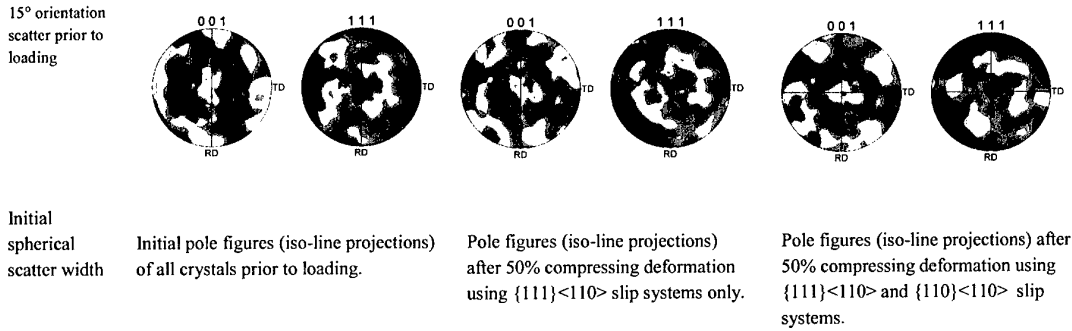 15° orientation
scatter prior to
loading
0 0 1
TD
RD
1 1 1
TD
RD
0 0 1
TD
RD
1 1 1
TD
RD
0 0 1
TD
RD
1 1 1
TD
RD
Initial
spherical
scatter width
Initial pole figures (iso-line projections)
of all crystals prior to loading.
Pole figures (iso-line projections)
after 50% compressing deformation
using {111}<110> slip systems only.
Pole figures (iso-line projections) after
50% compressing deformation using
{111}<110> and {110}<110> slip
systems.